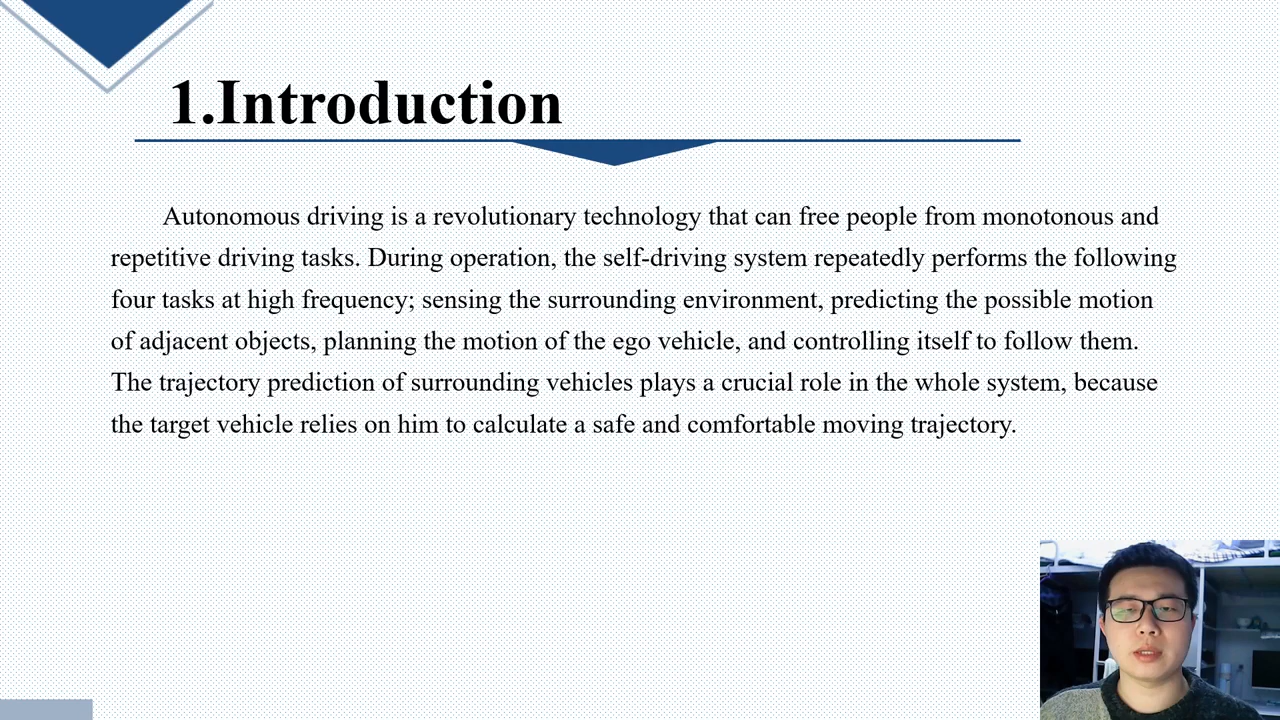 1.Introduction
Autonomous driving is a revolutionary technology that can free people from monotonous and
repetitive driving tasks. During operation, the self-driving system repeatedly performs the following
four tasks at high frequency; sensing the surrounding environment, predicting the possible motion
of adjacent objects, planning the motion of the ego vehicle, and controlling itself to follow them.
The trajectory prediction of surrounding vehicles plays a crucial role in the whole system, because
the target vehicle relies on him to calculate a safe and comfortable moving trajectory.